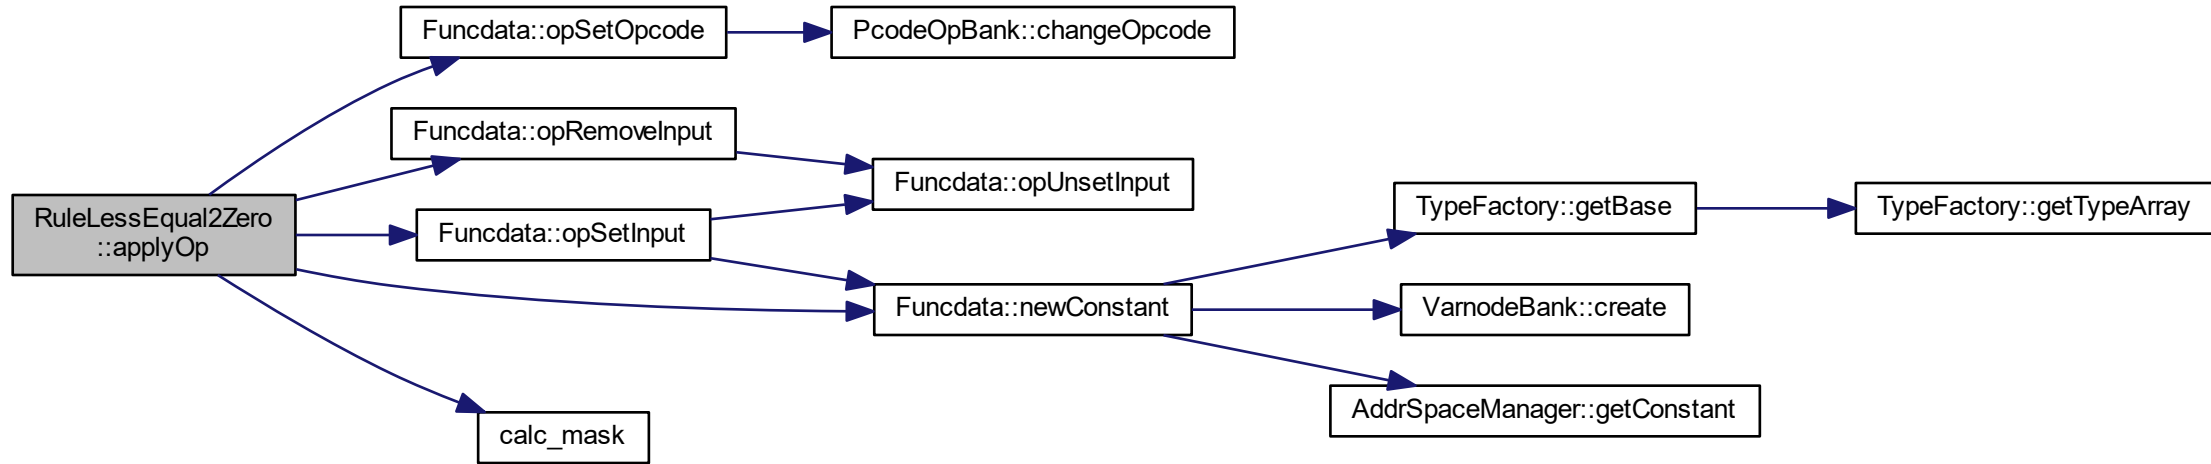 Funcdata::opSetOpcode
PcodeOpBank::changeOpcode
Funcdata::opRemoveInput
Funcdata::opUnsetInput
RuleLessEqual2Zero
::applyOp
Funcdata::opSetInput
TypeFactory::getBase
TypeFactory::getTypeArray
Funcdata::newConstant
VarnodeBank::create
AddrSpaceManager::getConstant
calc_mask